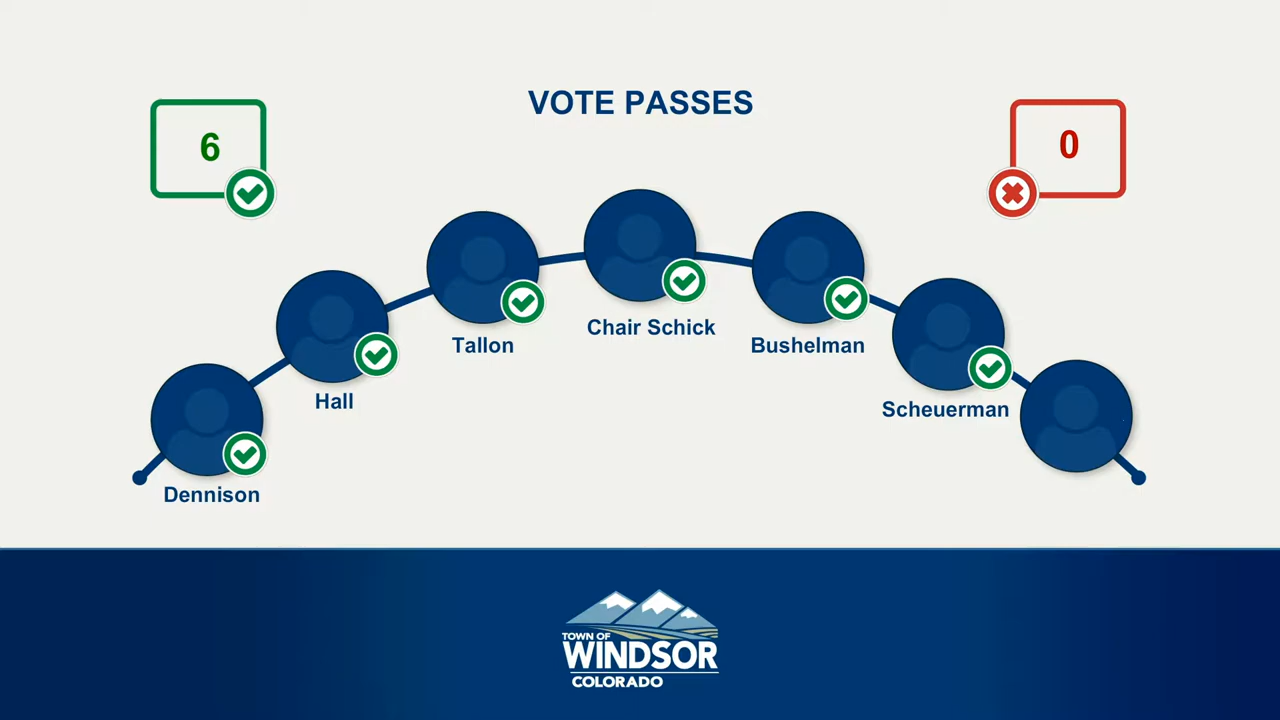 VOTE PASSES
6
0
Chair Schick
Tallon
Bushelman
Hall
Scheuerman
Dennison
TOWN OF
WINDSOR
COLORADO